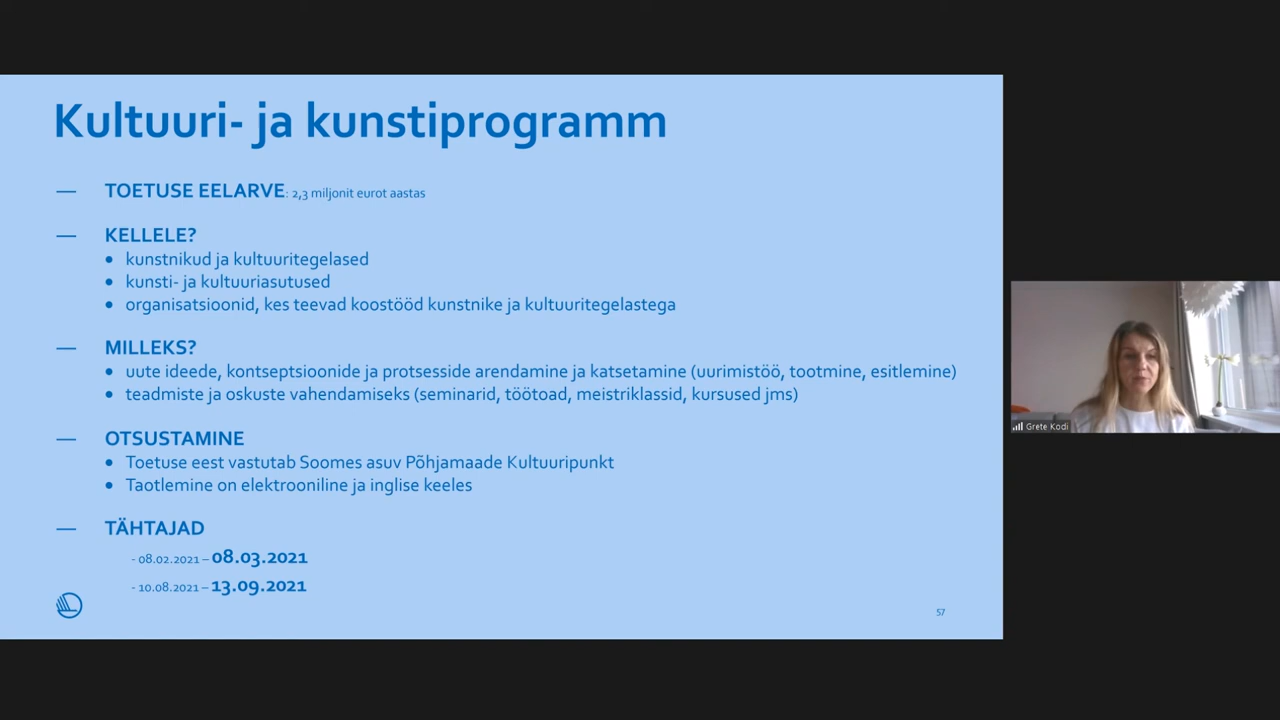 Kultuuri- ja kunstiprogramm
— TOETUSE EELARVE: 2,3 miljonit eurot aastas
— KELLELE?
• kunstnikud ja kultuuritegelased
• kunsti- ja kultuuriasutused
• organisatsioonid, kes teevad koostööd kunstnike ja kultuuritegelastega
— MILLEKS?
• uute ideede, kontseptsioonide ja protsesside arendamine ja katsetamine (uurimistöö, tootmine, esitlemine)
• teadmiste ja oskuste vahendamiseks (seminarid, töötoad, meistriklassid, kursused jms)
— OTSUSTAMINE
• Toetuse eest vastutab Soomes asuv Põhjamaade Kultuuripunkt
• Taotlemine on elektrooniline ja inglise keeles
— TÄHTAJAD
- 08.02.2021 – 08.03.2021
- 10.08.2021 – 13.09.2021
57
Grete Kodi